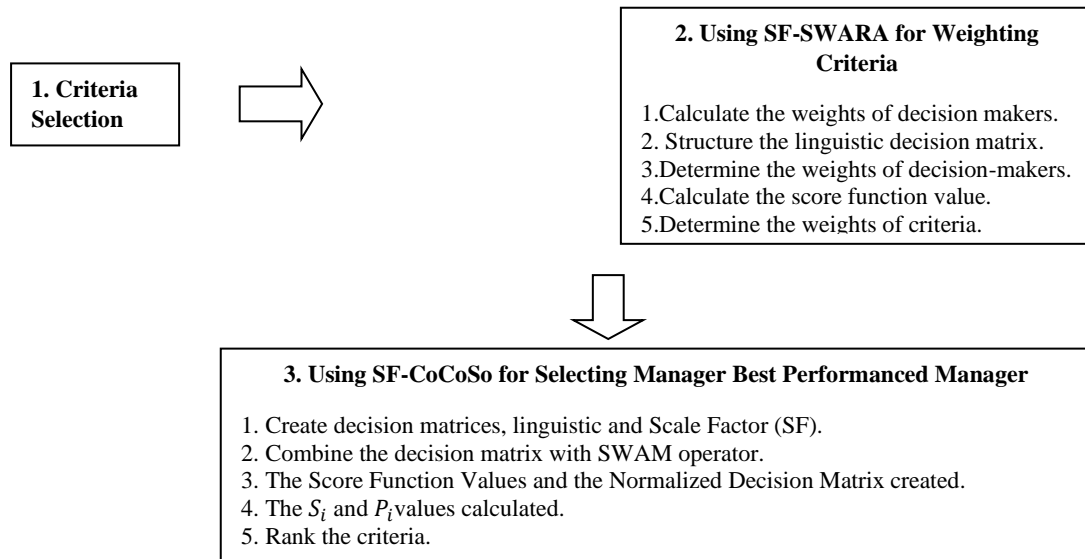 1. Criteria
Selection
2. Using SF-SWARA for Weighting
Criteria
1.Calculate the weights of decision makers.
2. Structure the linguistic decision matrix.
3.Determine the weights of decision-makers.
4.Calculate the score function value.
5.Determine the weights of criteria.
3. Using SF-CoCoSo for Selecting Manager Best Performanced Manager
1. Create decision matrices, linguistic and Scale Factor (SF).
2. Combine the decision matrix with SWAM operator.
3. The Score Function Values and the Normalized Decision Matrix created.
4. The 𝑆𝑖 and 𝑃𝑖values calculated.
5. Rank the criteria.